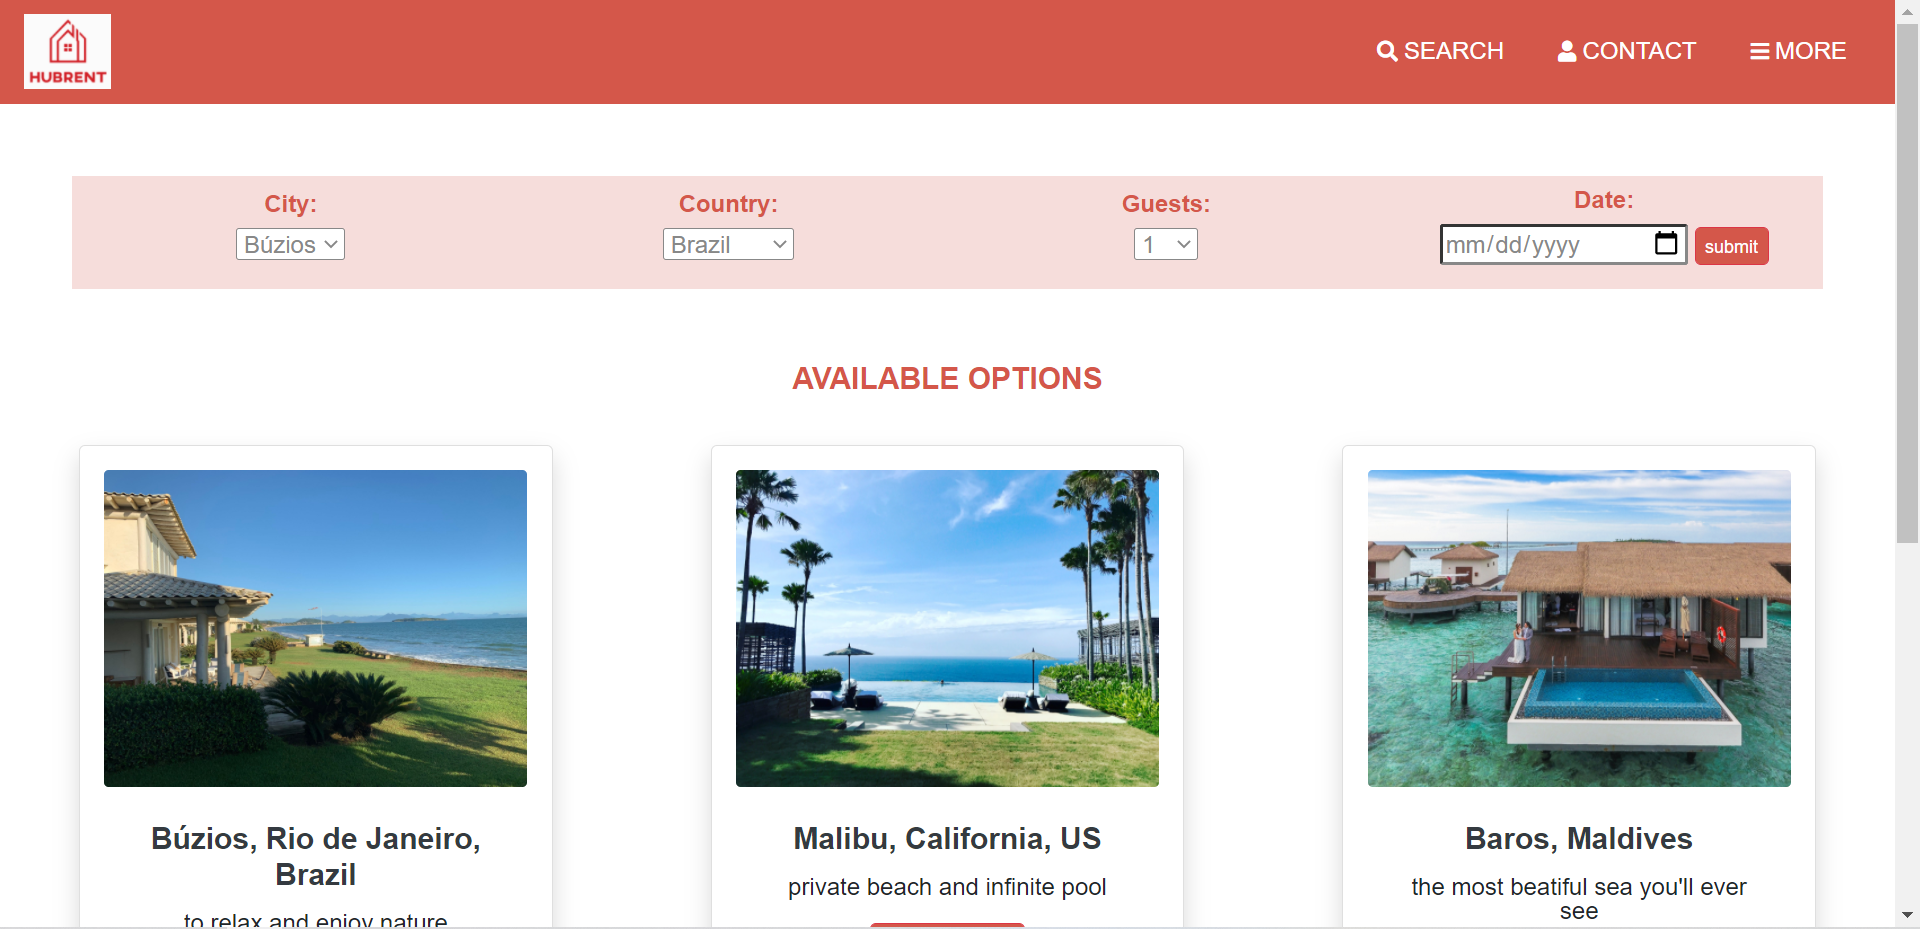 HUBRENT
SEARCH
CONTACT
MORE
City:
Country:
Guests:
Date:
Búzios
Brazil
1
mm/dd/yyyy
submit
AVAILABLE OPTIONS
Búzios, Rio de Janeiro,
Brazil
to relax and enjoy nature
Malibu, California, US
private beach and infinite pool
Baros, Maldives
the most beatiful sea you'll ever
see